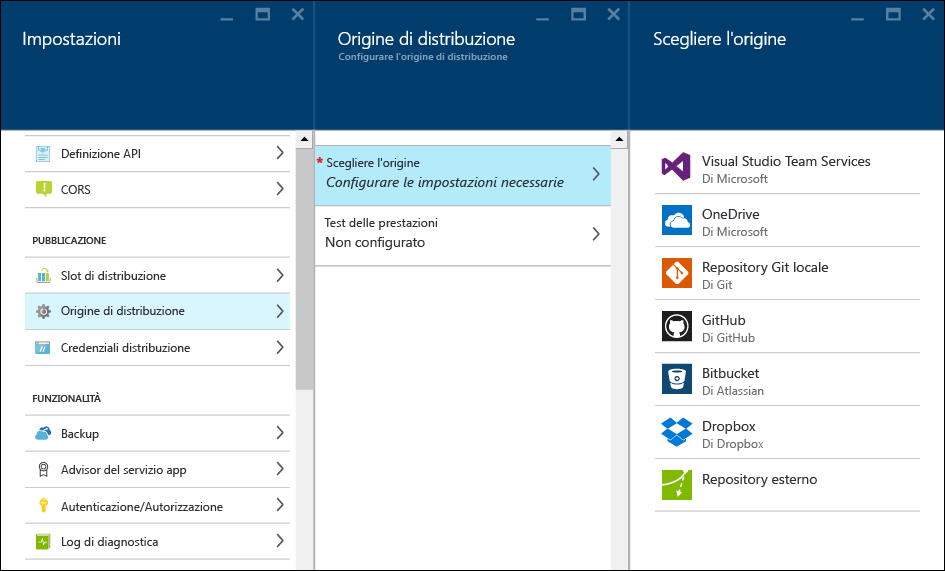 Impostazioni
Definizione API
CORS
PUBBLICAZIONE
Slot di distribuzione
Origine di distribuzione
Credenziali distribuzione
FUNZIONALITÀ
Backup
Advisor del servizio app
Autenticazione/Autorizzazione
Log di diagnostica
Origine di distribuzione
Configurare l'origine di distribuzione
* Scegliere l'origine
Configurare le impostazioni necessarie
Test delle prestazioni
Non configurato
Scegliere l'origine
Visual Studio Team Services
Di Microsoft
OneDrive
Di Microsoft
Repository Git locale
Di Git
GitHub
Di GitHub
Bitbucket
Di Atlassian
Dropbox
Di Dropbox
Repository esterno